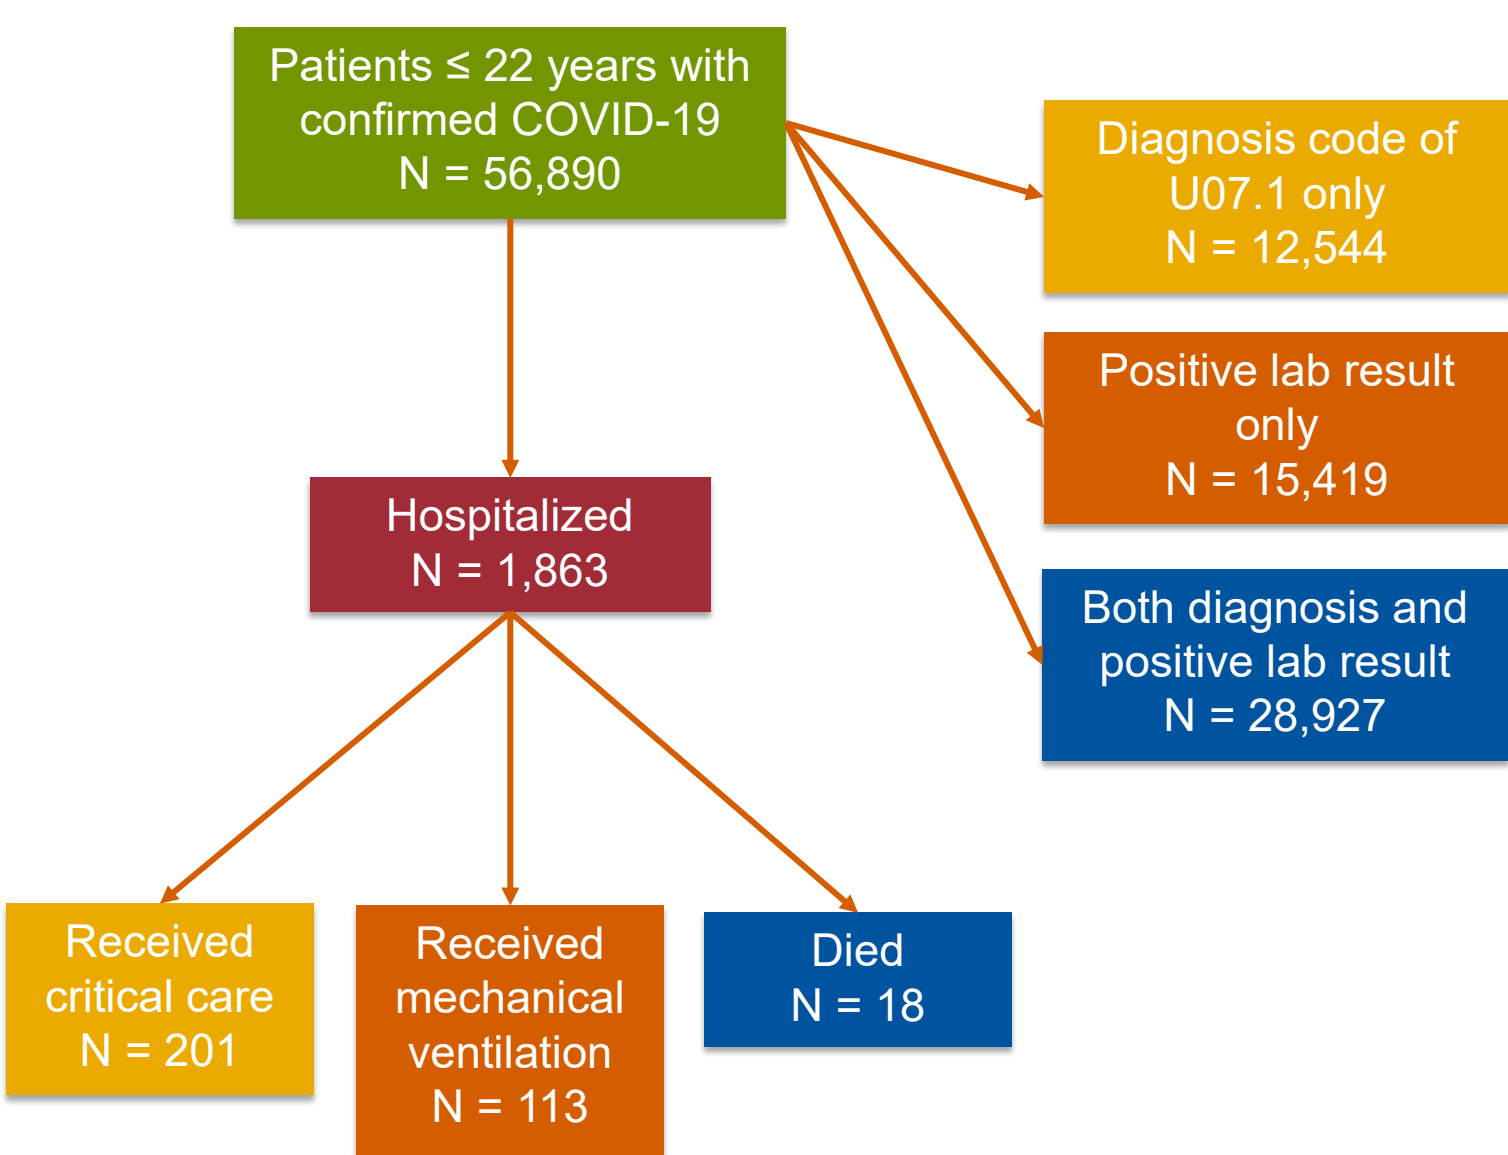 Patients ≤ 22 years with
confirmed COVID-19
N = 56,890
Diagnosis code of
U07.1 only
N = 12,544
Positive lab result
only
N = 15,419
Both diagnosis and
positive lab result
N = 28,927
Hospitalized
N = 1,863
Received
critical care
N = 201
Received
mechanical
ventilation
N = 113
Died
N = 18